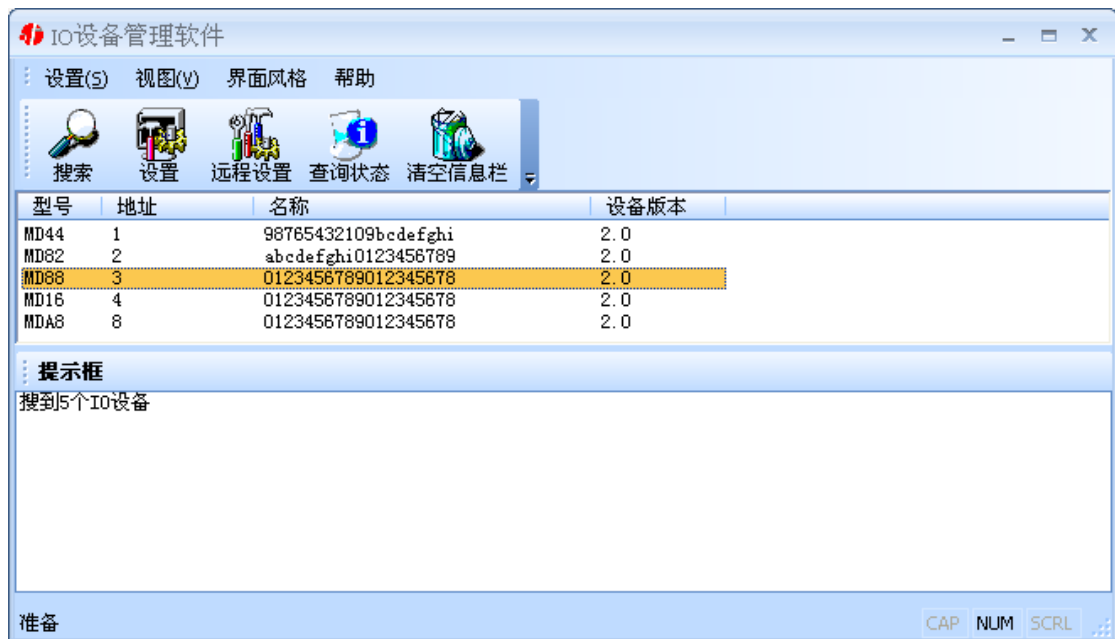 IO设备管理软件
设置(S) 视图(V) 界面风格 帮助
搜索 设置 远程设置 查询状态 清空信息栏
型号 地址 名称 设备版本
MD44 1 98765432109bcdefghi 2.0
MD82 2 abcdefghi0123456789 2.0
MD88 3 0123456789012345678 2.0
MD16 4 0123456789012345678 2.0
MDA8 8 0123456789012345678 2.0
提示框
搜到5个IO设备
准备 CAP NUM SCRL